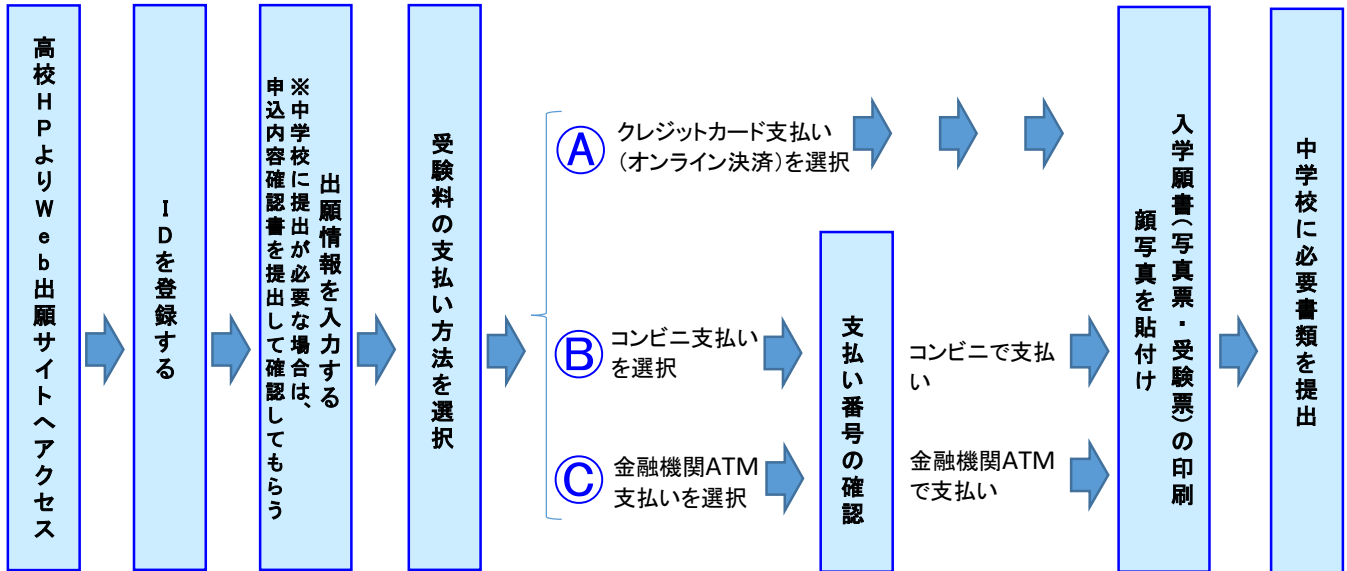 高校HPよりWeb出願サイトへアクセス
IDを登録する
出願情報を入力する
※中学校に提出が必要な場合は、
申込内容確認書を提出して確認してもらう
受験料の支払い方法を選択
Ⓐ クレジットカード支払い
(オンライン決済)を選択
Ⓑ コンビニ支払い
を選択
Ⓒ 金融機関ATM
支払いを選択
支払い番号の確認
コンビニで支払
い
金融機関ATM
で支払い
入学願書(写真票・受験票)の印刷
顔写真を貼付け
中学校に必要書類を提出